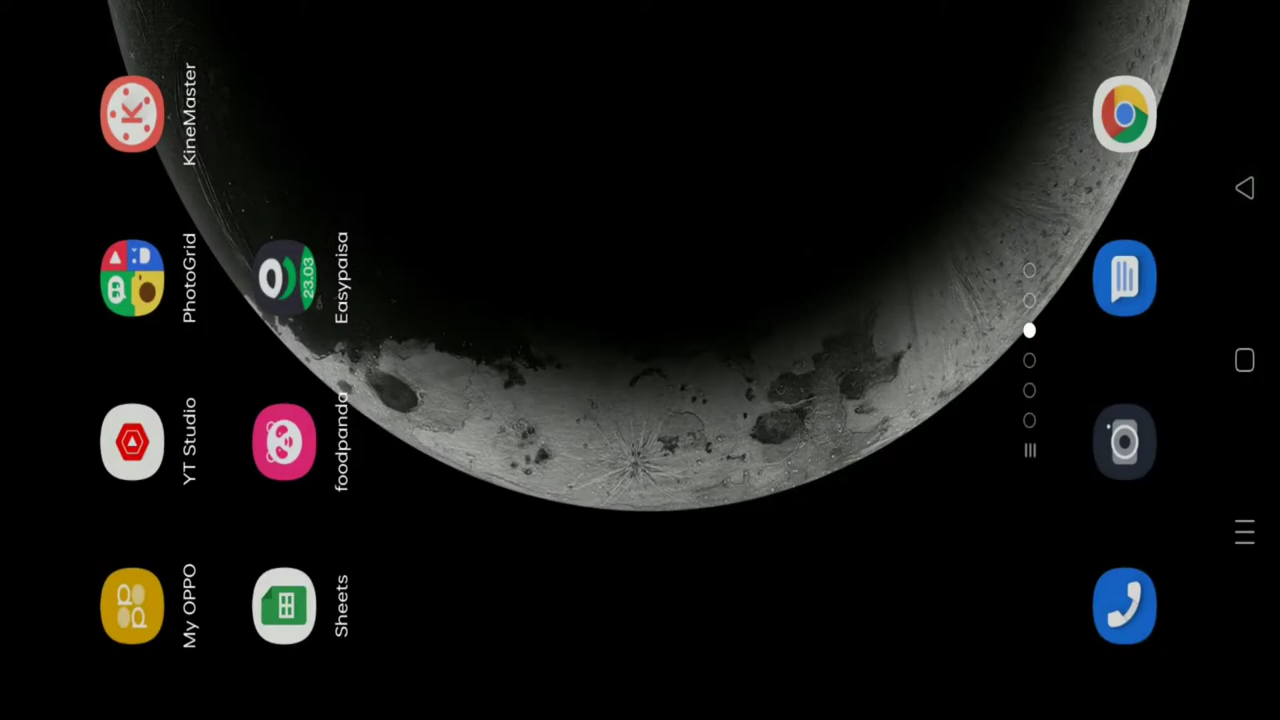 My OPPO
YT Studio
PhotoGrid
KineMaster
Sheets
foodpanda
23.03
Easypaisa